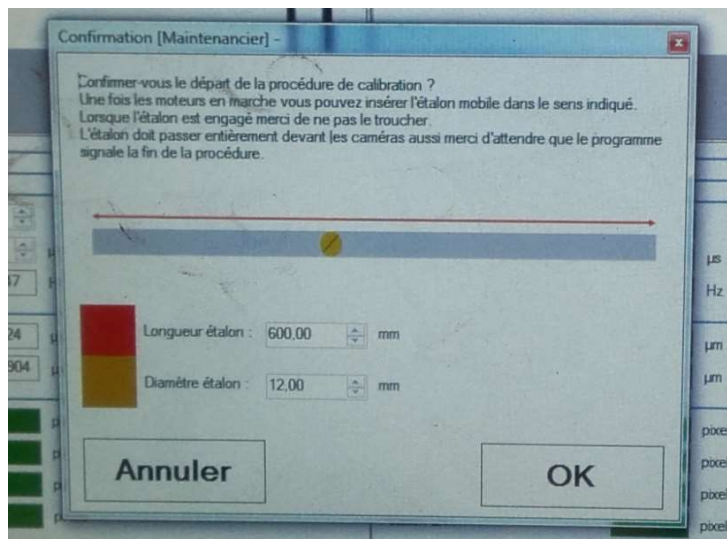 Confirmation [Maintenancier] -
Confirmer-vous le départ de la procédure de calibration ?
Une fois les moteurs en marche vous pouvez insérer l'étalon mobile dans le sens indiqué.
Lorsque l'étalon est engagé merci de ne pas le troucher.
L'étalon doit passer entièrement devant les caméras aussi merci d'attendre que le programme
signale la fin de la procédure.
µs
Hz
Longueur étalon : 600,00 mm
24
µm
904
Diamètre étalon : 12,00 mm
µm
pixel
pixel
pixel
pixel
Annuler
OK